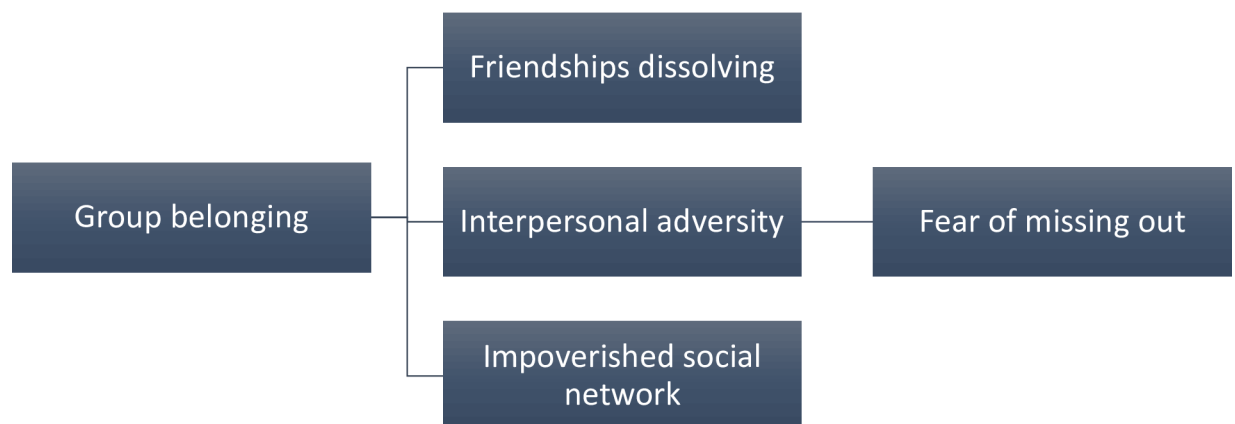 Group belonging
Friendships dissolving
Interpersonal adversity
Impoverished social
network
Fear of missing out